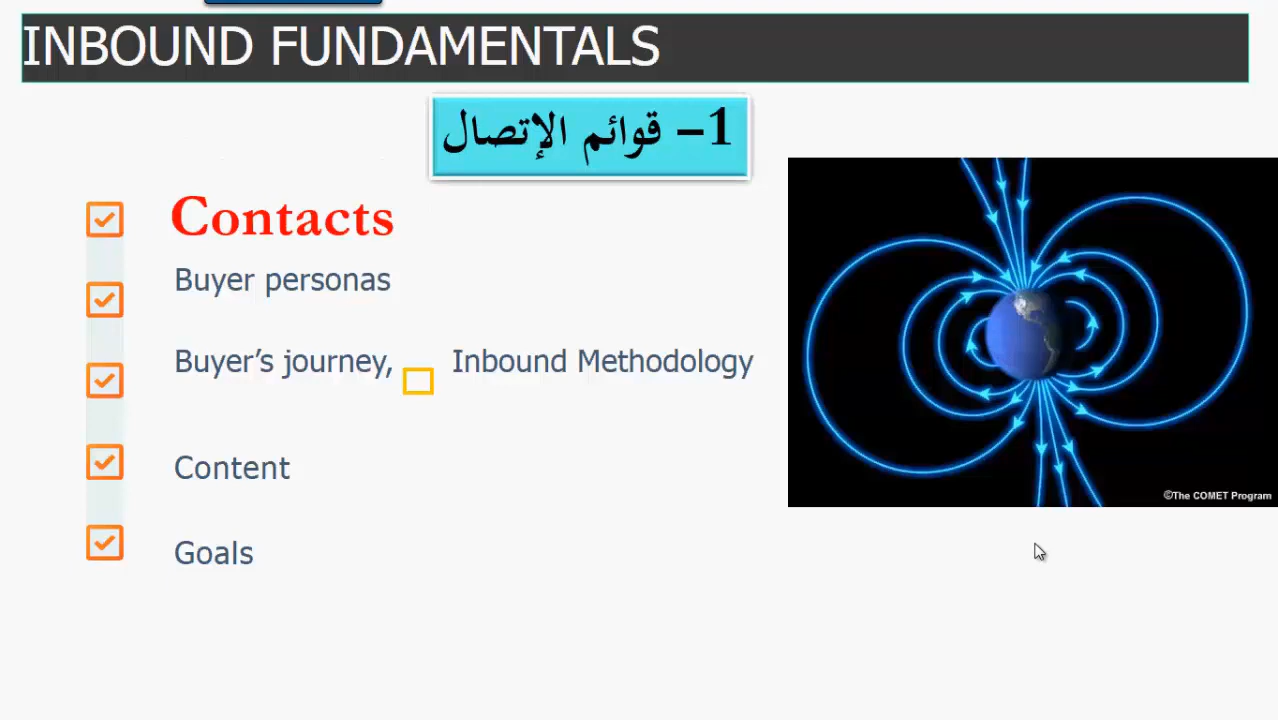 INBOUND FUNDAMENTALS
1- قوائم الإتصال
Contacts
Buyer personas
Buyer’s journey, Inbound Methodology
Content
Goals
©The COMET Program